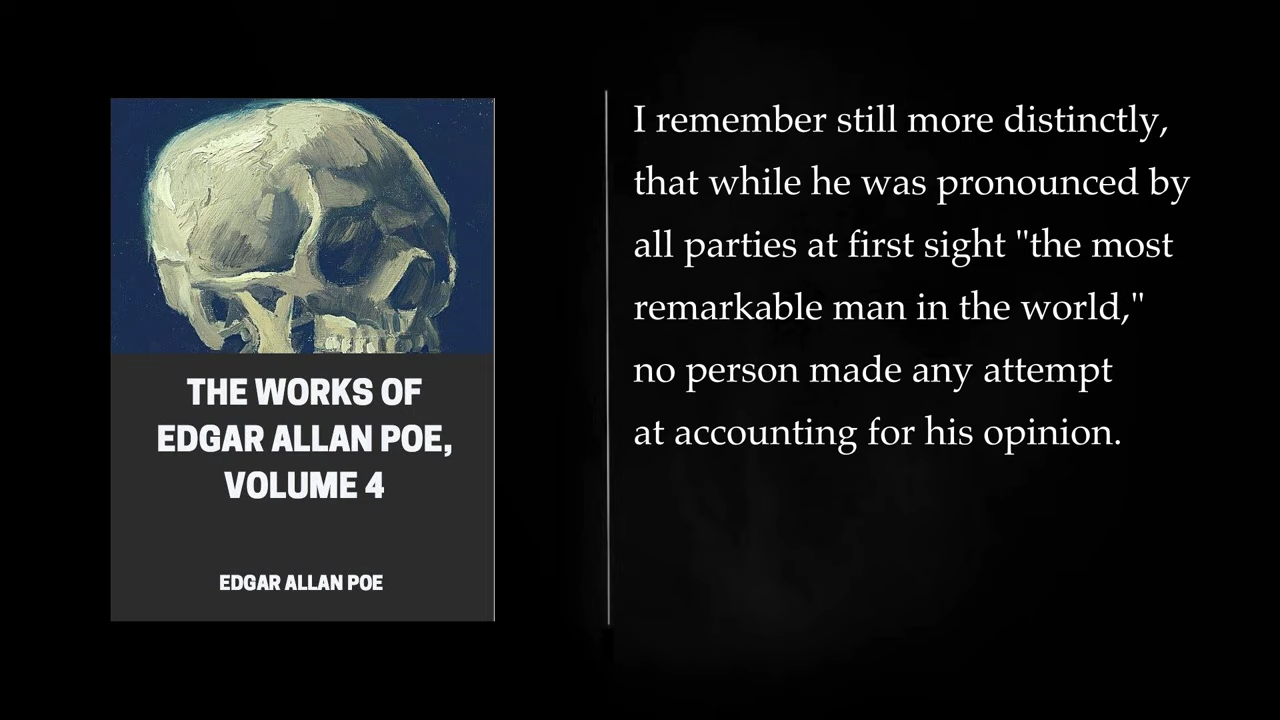 THE WORKS OF
EDGAR ALLAN POE,
VOLUME 4
EDGAR ALLAN POE
I remember still more distinctly,
that while he was pronounced by
all parties at first sight "the most
remarkable man in the world,"
no person made any attempt
at accounting for his opinion.